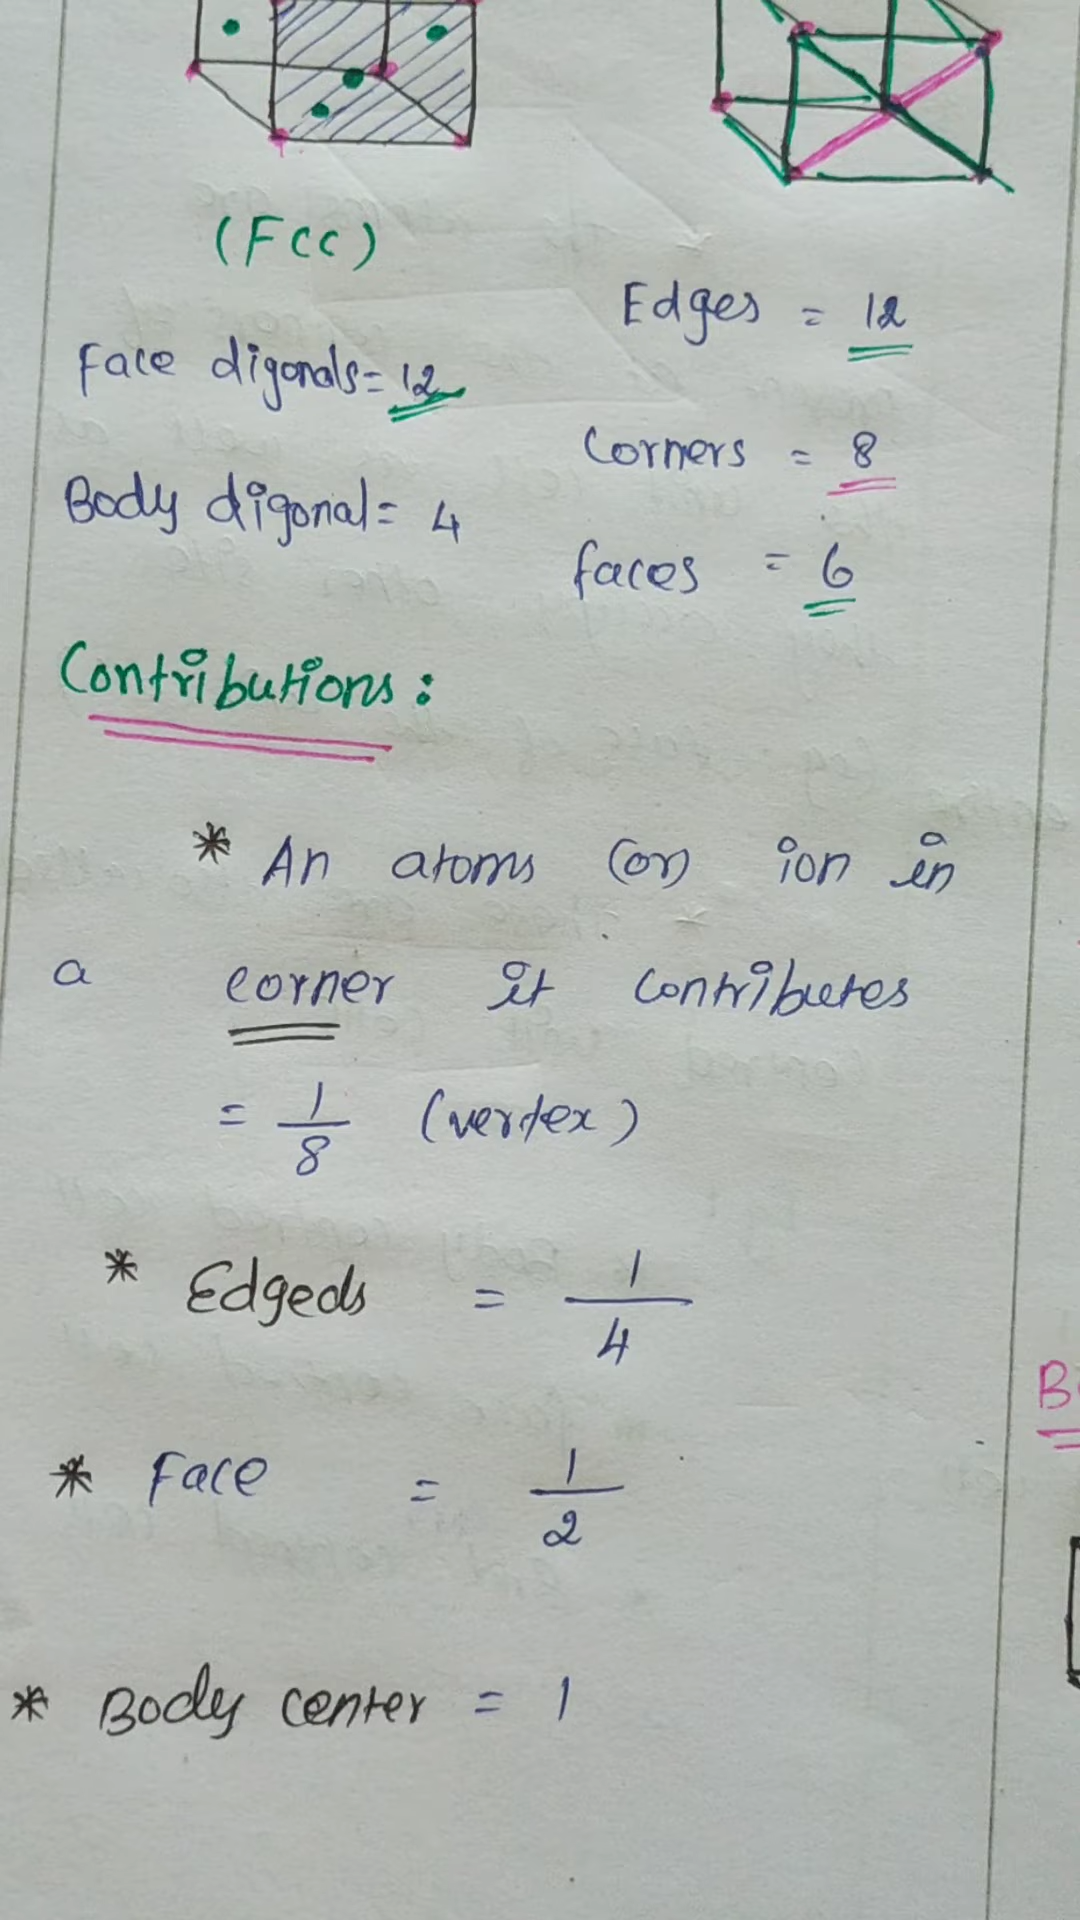 (Fcc)
Edges = 12
Face digonals= 12
Corners = 8
Body digonal= 4
faces = 6
Contributions:
* An atoms (or) ion in
a corner it contributes
= 1/8 (vertex)
* Edgeds = 1/4
* Face = 1/2
B
* Body center = 1